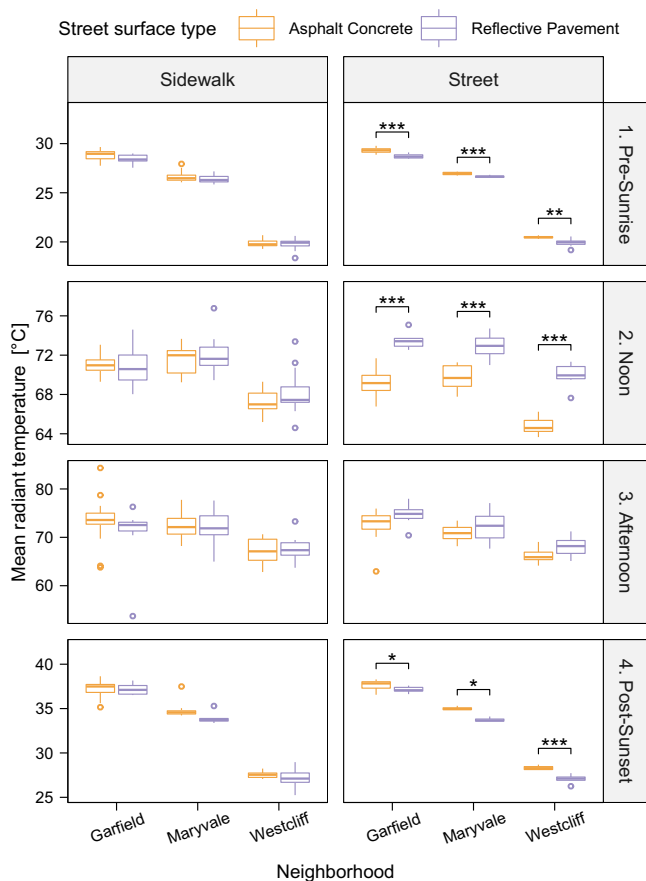 Street surface type Asphalt Concrete Reflective Pavement
Sidewalk Street
30
25
20
*** *** **
1. Pre-Sunrise
76
72
68
64
*** *** ***
2. Noon
80
70
60
3. Afternoon
40
35
30
25
* * ***
4. Post-Sunset
Mean radiant temperature [°C]
Garfield Maryvale Westcliff Garfield Maryvale Westcliff
Neighborhood